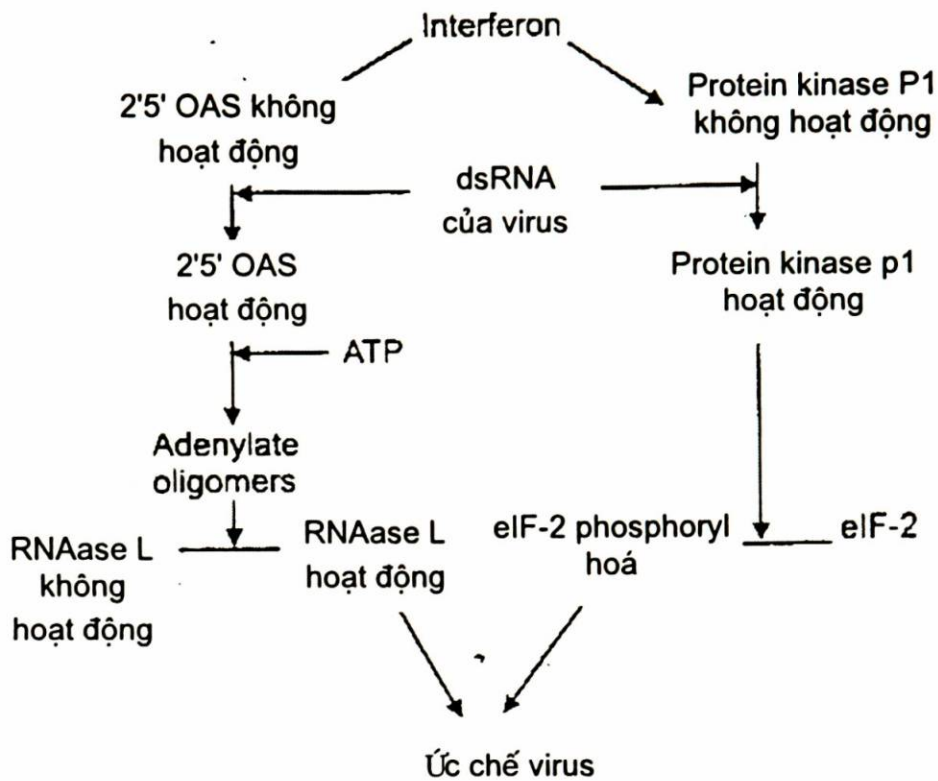 Interferon
2'5' OAS không
hoạt động
Protein kinase P1
không hoạt động
dsRNA
của virus
2'5' OAS
hoạt động
Protein kinase p1
hoạt động
ATP
Adenylate
oligomers
RNAase L
không
hoạt động
RNAase L
hoạt động
eIF-2 phosphoryl
hoá
eIF-2
Ức chế virus